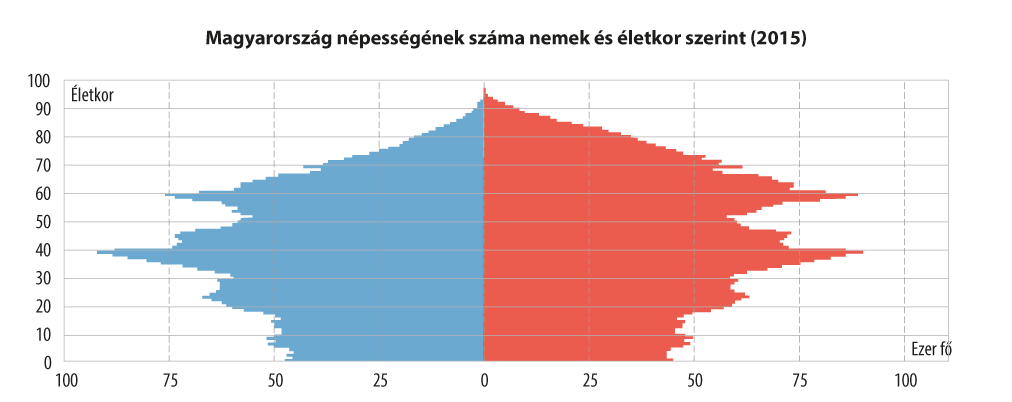 Magyarország népességének száma nemek és életkor szerint (2015)
100
Életkor
90
80
70
60
50
40
30
20
10
Ezer fő
0
100 75 50 25 0 25 50 75 100